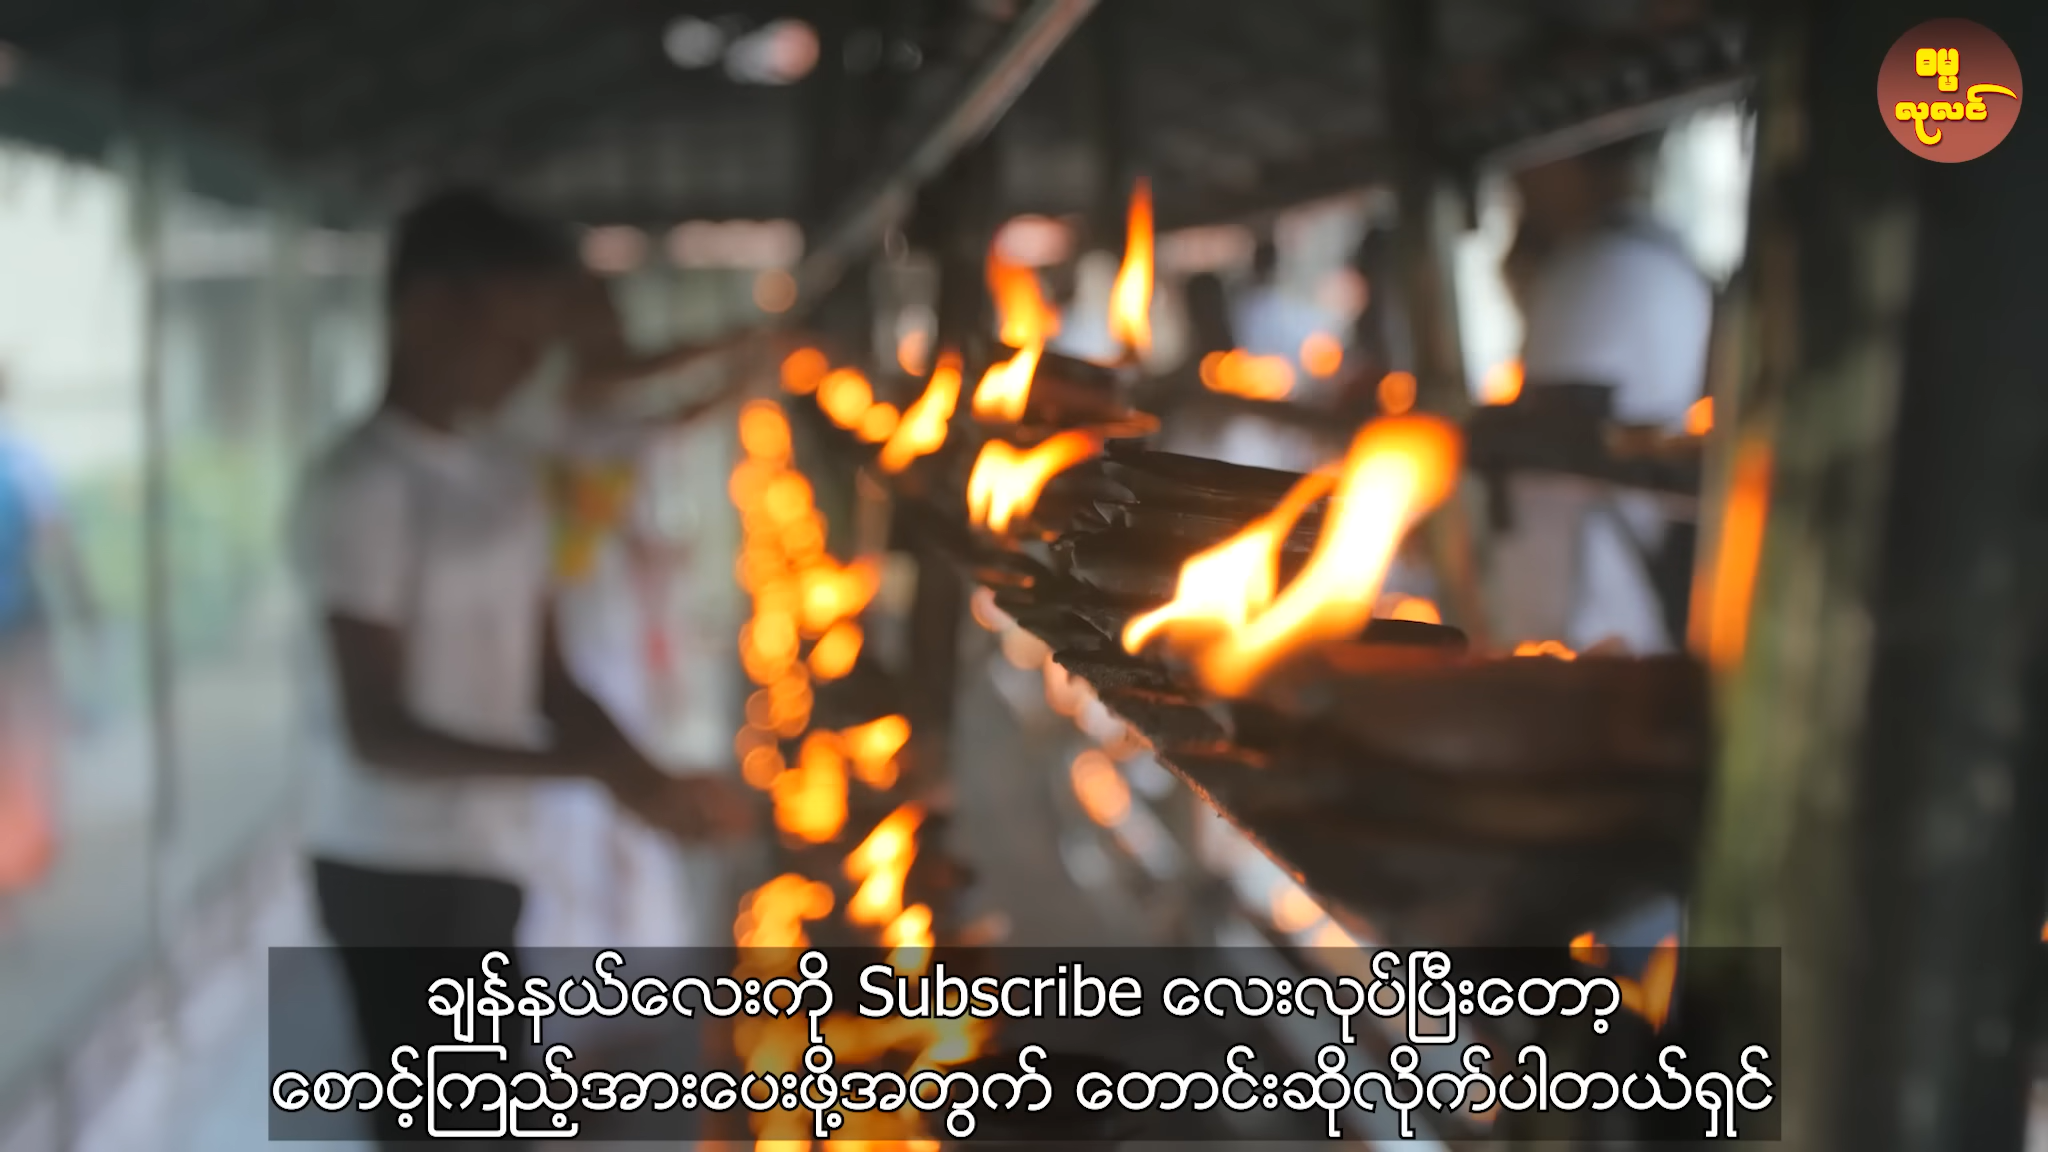 ဓမ္မ
လုလင်
ချန်နယ်လေးကို Subscribe လေးလုပ်ပြီးတော့
စောင့်ကြည့်အားပေးဖို့အတွက် တောင်းဆိုလိုက်ပါတယ်ရှင်